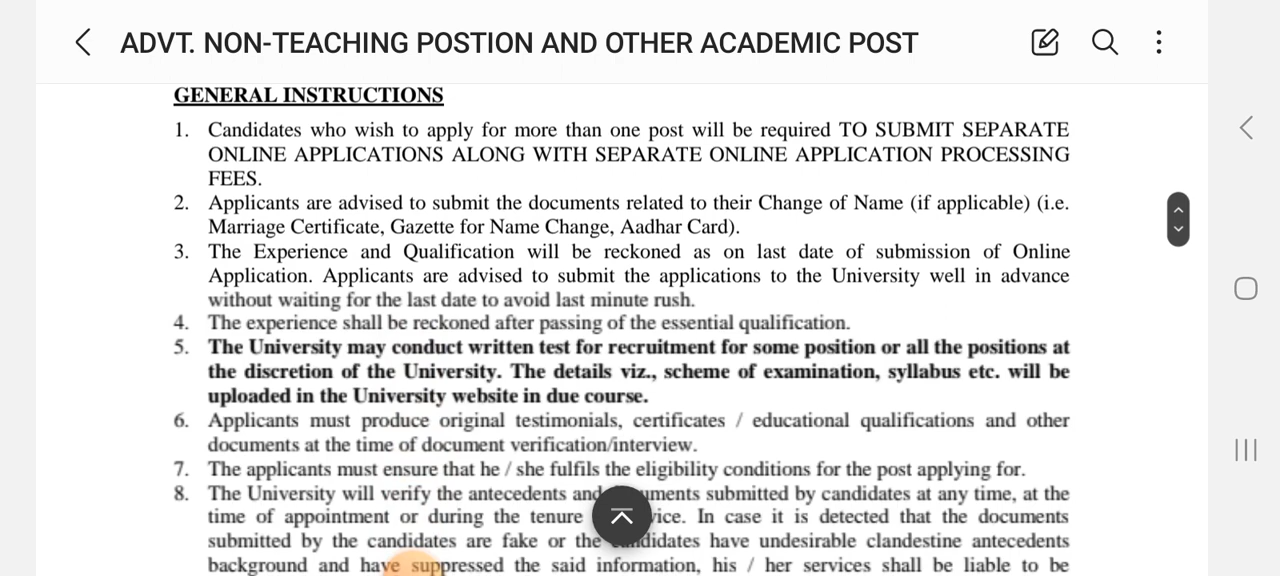 ADVT. NON-TEACHING POSTION AND OTHER ACADEMIC POST
GENERAL INSTRUCTIONS
1. Candidates who wish to apply for more than one post will be required TO SUBMIT SEPARATE
ONLINE APPLICATIONS ALONG WITH SEPARATE ONLINE APPLICATION PROCESSING
FEES.
2. Applicants are advised to submit the documents related to their Change of Name (if applicable) (i.e.
Marriage Certificate, Gazette for Name Change, Aadhar Card).
3. The Experience and Qualification will be reckoned as on last date of submission of Online
Application. Applicants are advised to submit the applications to the University well in advance
without waiting for the last date to avoid last minute rush.
4. The experience shall be reckoned after passing of the essential qualification.
5. The University may conduct written test for recruitment for some position or all the positions at
the discretion of the University. The details viz., scheme of examination, syllabus etc. will be
uploaded in the University website in due course.
6. Applicants must produce original testimonials, certificates / educational qualifications and other
documents at the time of document verification/interview.
7. The applicants must ensure that he / she fulfils the eligibility conditions for the post applying for.
8. The University will verify the antecedents and submitted by candidates at any time, at the
time of appointment or during the tenure In case it is detected that the documents
submitted by the candidates are fake or the have undesirable clandestine antecedents
background and have suppressed the said information, his / her services shall be liable to be